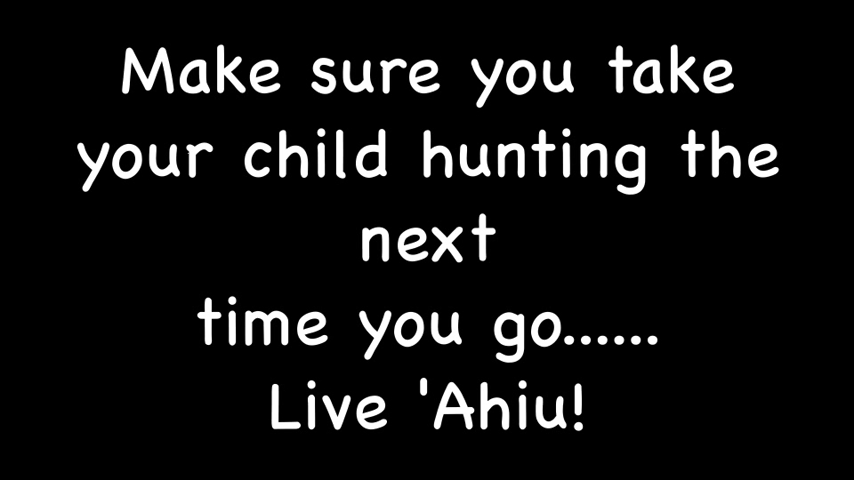 Make sure you take
your child hunting the
next
time you go......
Live 'Ahiu!